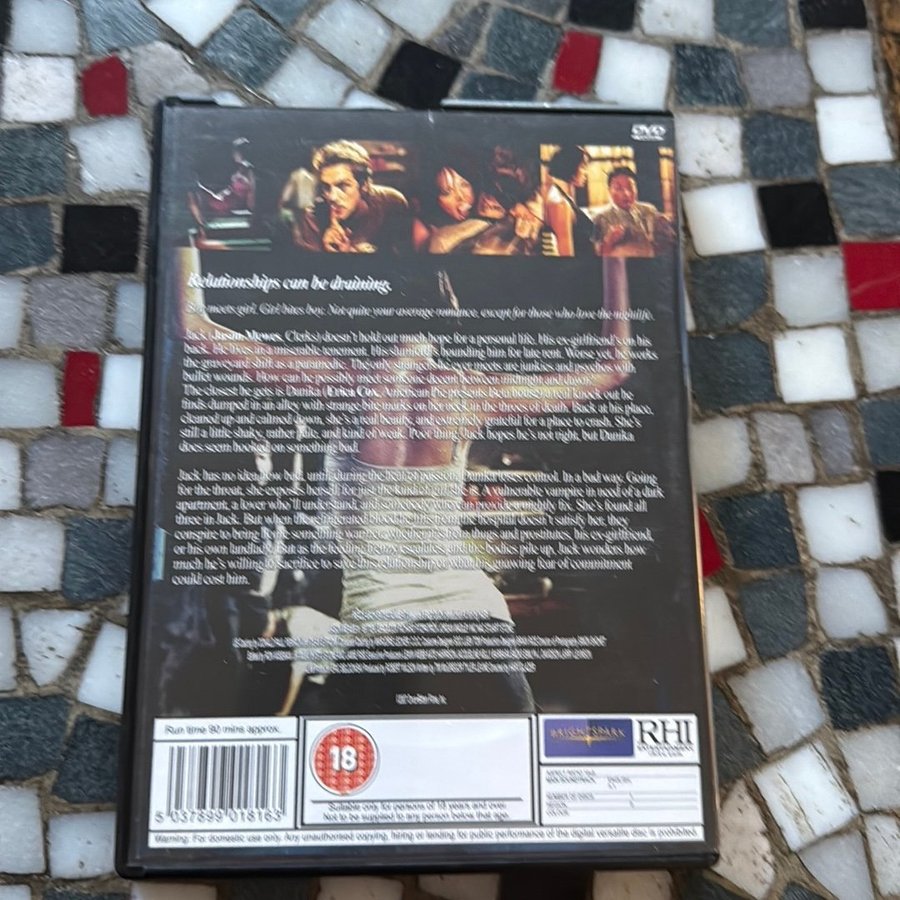 DVD
Relationships can be draining.
Boy meets girl. Girl bites boy. Not quite your average romance, except for those who love the nightlife.
Jack (Jason Mewes, Clerks) doesn't hold out much hope for a personal life. His ex-girlfriend's on his
back. He lives in a miserable tenement. His slumlord's hounding him for late rent. Worse yet, he works
the graveyard shift as a paramedic. The only strangers he ever meets are junkies and psychos with
bullet wounds. How can he possibly meet someone decent between midnight and dawn?
The closest he gets is Danika (Erica Cox, American Pie presents Beta house) a real knock out he
finds dumped in an alley with strange bite marks on her neck in the throes of death. Back at his place,
cleaned up and calmed down, she's a real beauty, and extremely grateful for a place to crash. She's
still a little shaky, rather pale, and kind of weak. Poor thing. Jack hopes he's not right, but Danika
does seem hooked on something bad.
Jack has no idea how bad, until during the heat of passion, Danika loses control. In a bad way. Going
for the throat, she exposes herself for just the kind of girl she is. A vulnerable vampire in need of a dark
apartment, a lover who'll understand, and somebody who can provide a nightly fix. She's found all
three in Jack. But when the refrigerated blood he lifts from the hospital doesn't satisfy her, they
conspire to bring home something warmer, whether it's he thugs and prostitutes, his ex-girlfriend,
or his own landlady. But as the feeding frenzy escalates and the bodies pile up, Jack wonders how
much he's willing to sacrifice to save this relationship or what his growing fear of commitment
could cost him.
Run time 90 mins approx.
5 037899 018163
18
Suitable only for persons of 18 years and over
Not to be supplied to any person below that age.
BRIGHTSPARK
RHI
ENTERTAINMENT
Warning: For domestic use only. Any unauthorised copying, hiring or lending for public performance of the digital versatile disc is prohibited.